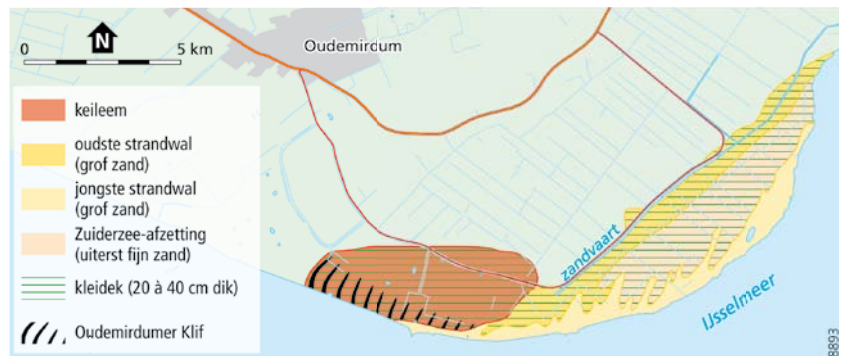 N
0 5 km
Oudemirdum
keileem
oudste strandwal
(grof zand)
jongste strandwal
(grof zand)
Zuiderzee-afzetting
(uiterst fijn zand)
kleidek (20 à 40 cm dik)
Oudemirdumer Klif
zandvaart
IJsselmeer
8893